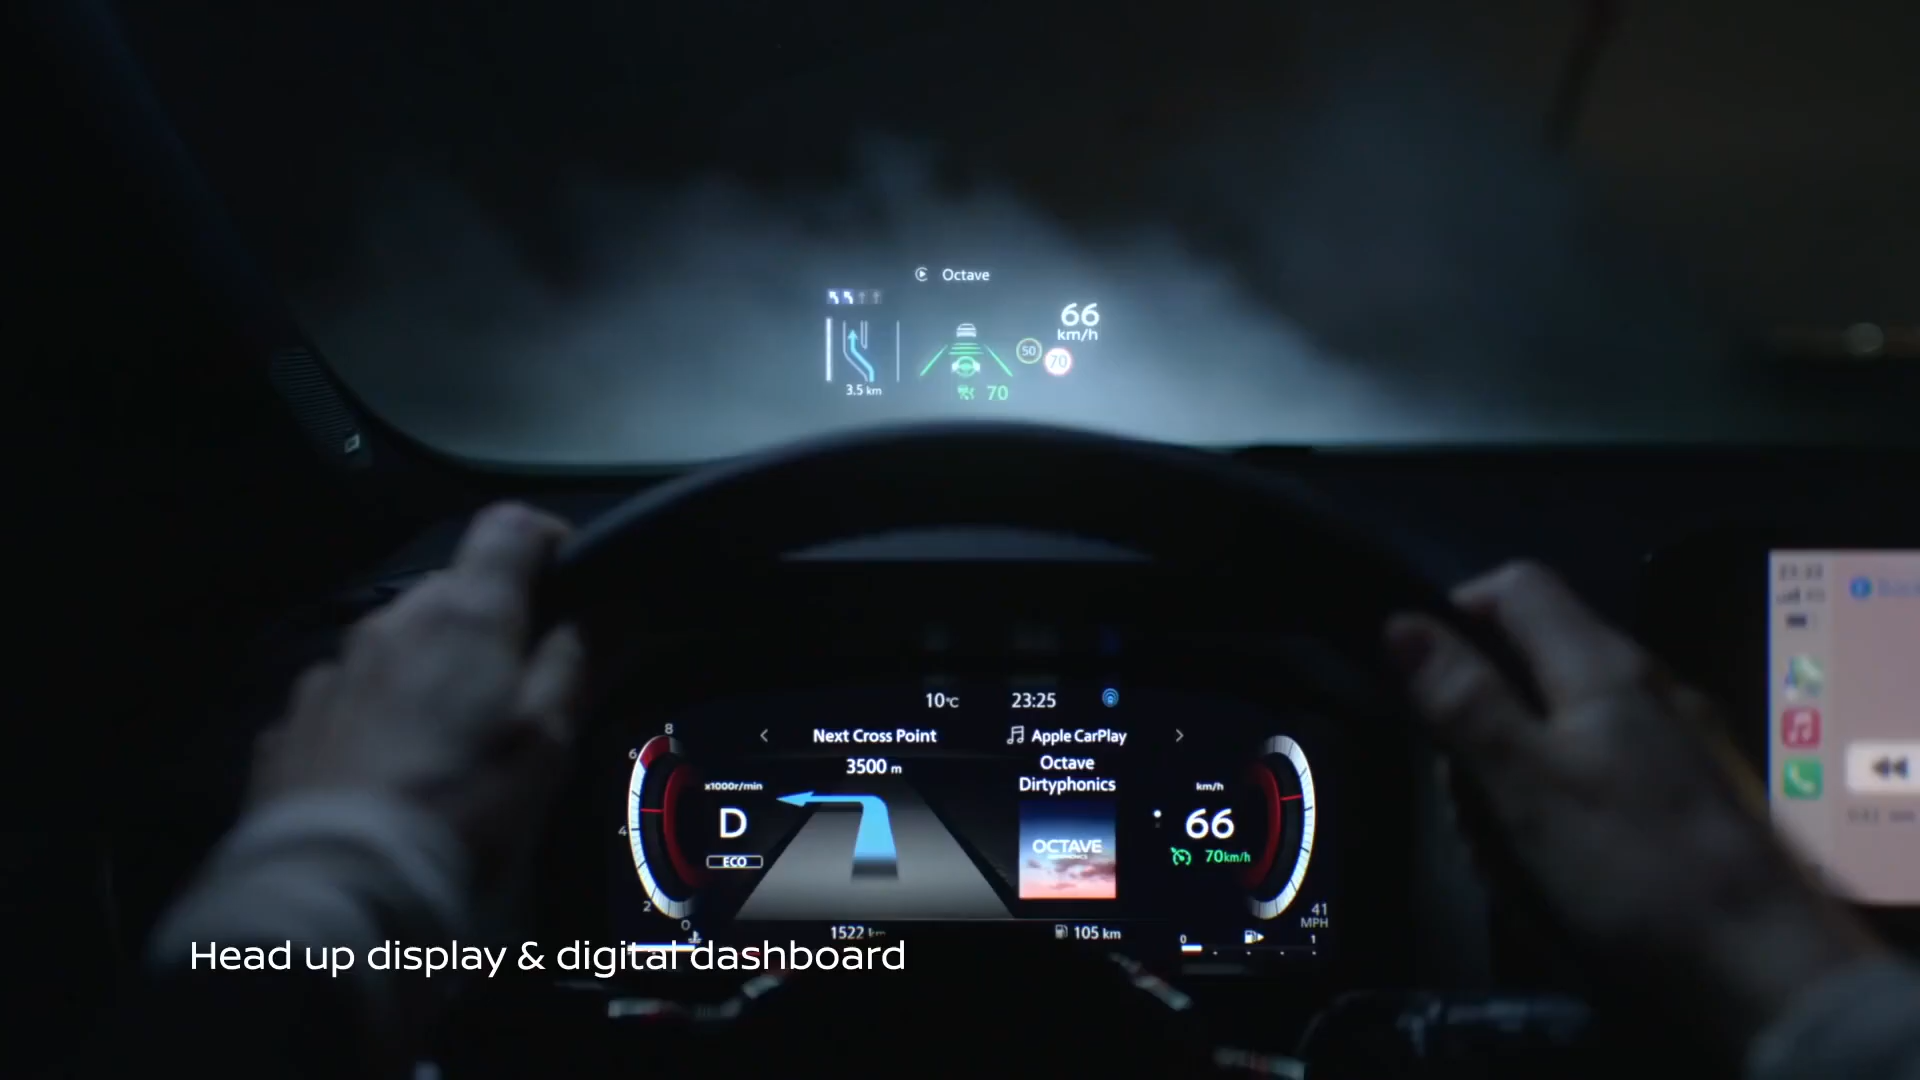 Octave
66
km/h
50
70
3.5 km
70
10°C
23:25
Next Cross Point
Apple CarPlay
3500 m
Octave
Dirtyphonics
8
6
4
2
0
x1000r/min
D
ECO
OCTAVE
km/h
66
70km/h
41
MPH
1522 km
105 km
0
1
Head up display & digital dashboard